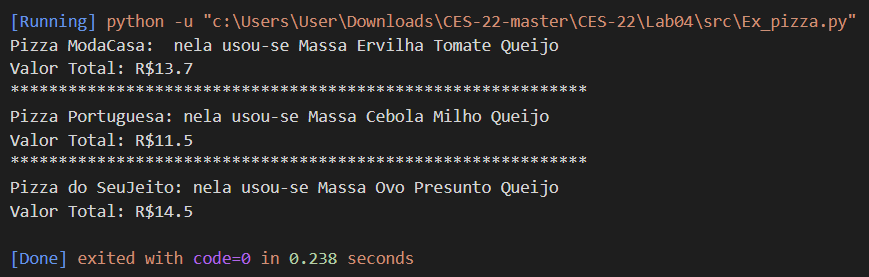 [Running] python -u "c:\Users\User\Downloads\CES-22-master\CES-22\Lab04\src\Ex_pizza.py"
Pizza ModaCasa:  nela usou-se Massa Ervilha Tomate Queijo
Valor Total: R$13.7
************************************************************
Pizza Portuguesa: nela usou-se Massa Cebola Milho Queijo
Valor Total: R$11.5
************************************************************
Pizza do SeuJeito: nela usou-se Massa Ovo Presunto Queijo
Valor Total: R$14.5
[Done] exited with code=0 in 0.238 seconds